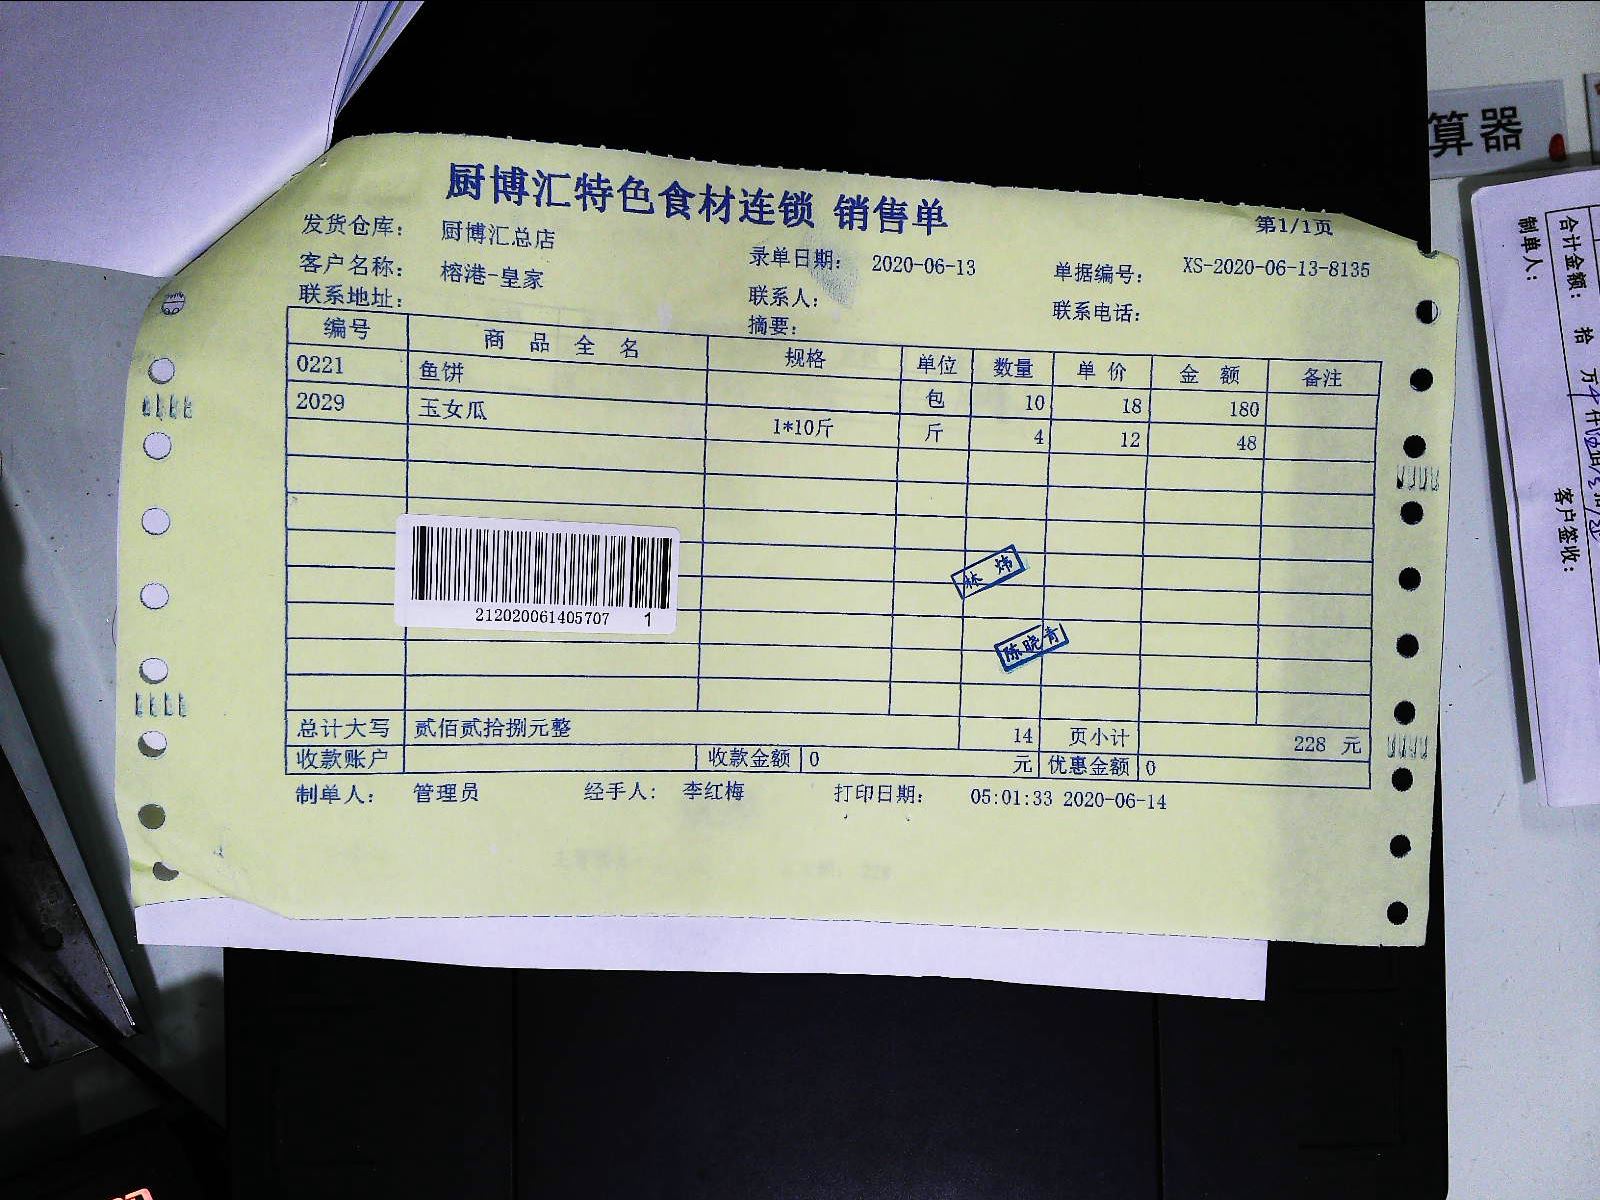 厨博汇特色食材连锁 销售单
第1/1页
发货仓库： 厨博汇总店
客户名称： 榕港-皇家 录单日期： 2020-06-13 单据编号： XS-2020-06-13-8135
联系地址： 联系人： 联系电话：
摘要：
编号 商 品 全 名 规格 单位 数量 单 价 金 额 备注
0221 鱼饼 包 10 18 180
2029 玉女瓜 1*10斤 斤 4 12 48
林 炜
212020061405707 1
陈晓青
总计大写 贰佰贰拾捌元整 14 页小计 228 元
收款账户 收款金额 0 元 优惠金额 0
制单人： 管理员 经手人： 李红梅 打印日期： 05:01:33 2020-06-14
算器
合计金额： 拾 万
制单人：
客户签收：